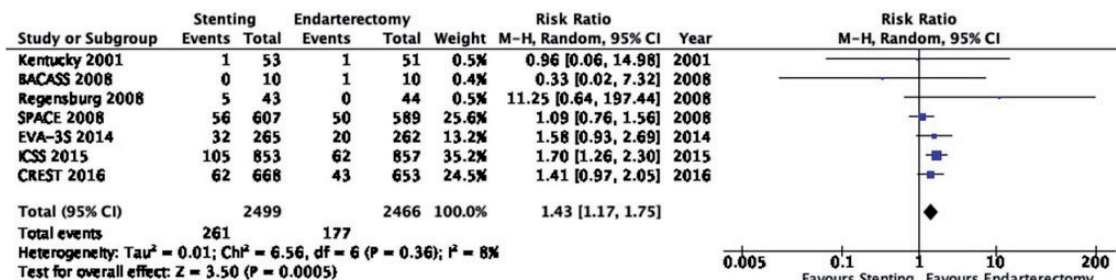 Stenting Endarterectomy Risk Ratio Risk Ratio
Study or Subgroup Events Total Events Total Weight M-H, Random, 95% CI Year M-H, Random, 95% CI
Kentucky 2001 1 53 1 51 0.5% 0.96 [0.06, 14.98] 2001
BACASS 2008 0 10 1 10 0.4% 0.33 [0.02, 7.32] 2008
Regensburg 2008 5 43 0 44 0.5% 11.25 [0.64, 197.44] 2008
SPACE 2008 56 607 50 589 25.6% 1.09 [0.76, 1.56] 2008
EVA-3S 2014 32 265 20 262 13.2% 1.58 [0.93, 2.69] 2014
ICSS 2015 105 853 62 857 35.2% 1.70 [1.26, 2.30] 2015
CREST 2016 62 668 43 653 24.5% 1.41 [0.97, 2.05] 2016
Total (95% CI) 2499 2466 100.0% 1.43 [1.17, 1.75]
Total events 261 177
Heterogeneity: Tau² = 0.01; Chi² = 6.56, df = 6 (P = 0.36); I² = 8%
Test for overall effect: Z = 3.50 (P = 0.0005)
0.005 0.1 1 10 200
Favours Stenting Favours Endarterectomy